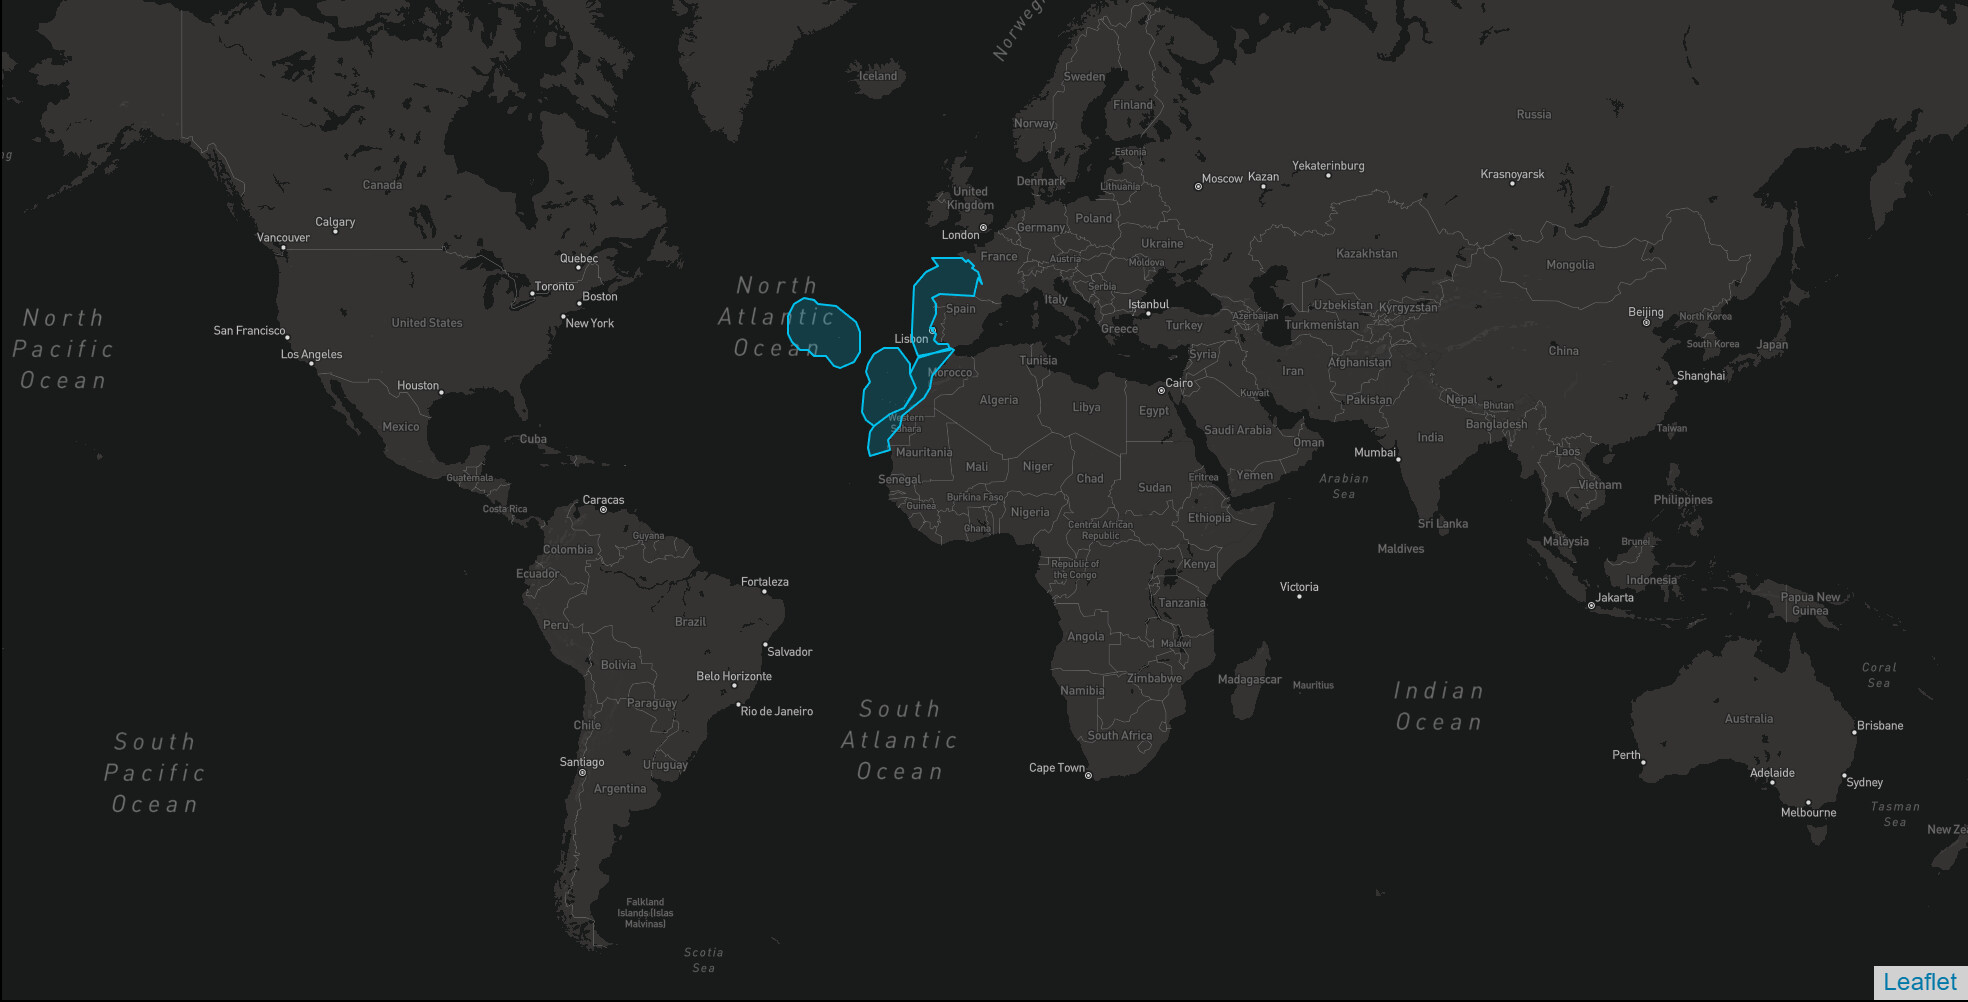 Norweg
Iceland
Sweden
Finland
Russia
Norway
Estonia
ng
Yekaterinburg
Krasnoyarsk
Moscow
Kazan
Canada
United
Kingdom
Denmark
Lithuania
Calgary
Vancouver
London
Germany
Poland
Ukraine
Quebec
France
Austria
Moldova
Kazakhstan
Mongolia
North
Atlantic
Ocean
Toronto
Boston
Serbia
Italy
Istanbul
Spain
Uzbekistan
Kyrgyzstan
Beijing
North Korea
North
Pacific
Ocean
San Francisco
United States
New York
Lisbon
Greece
Turkey
Azerbaijan
Turkmenistan
South Korea
Japan
Los Angeles
Tunisia
Syria
Afghanistan
China
Houston
Morocco
Iran
Shanghai
Algeria
Libya
Cairo
Egypt
Kuwait
Pakistan
Nepal
Bhutan
Mexico
Western
Sahara
Saudi Arabia
Bangladesh
Taiwan
Cuba
Oman
India
Mauritania
Mumbai
Laos
Guatemala
Senegal
Mali
Niger
Chad
Sudan
Eritrea
Yemen
Arabian
Sea
Vietnam
Philippines
Caracas
Costa Rica
Guinea
Burkina Faso
Nigeria
Ethiopia
Sri Lanka
Ghana
Central African
Republic
Guyana
Colombia
Malaysia
Brunei
Maldives
Ecuador
Fortaleza
Republic of
the Congo
Kenya
Victoria
Indonesia
Jakarta
Papua New
Guinea
Peru
Brazil
Tanzania
Salvador
Angola
Malawi
Bolivia
Belo Horizonte
Zimbabwe
Madagascar
Mauritius
Coral
Sea
Namibia
Indian
Ocean
Paraguay
Rio de Janeiro
South
Atlantic
Ocean
Chile
Australia
Brisbane
South
Pacific
Ocean
South Africa
Santiago
Uruguay
Cape Town
Perth
Adelaide
Sydney
Argentina
Melbourne
Tasman
Sea
New Ze
Falkland
Islands (Islas
Malvinas)
Scotia
Sea
Leaflet